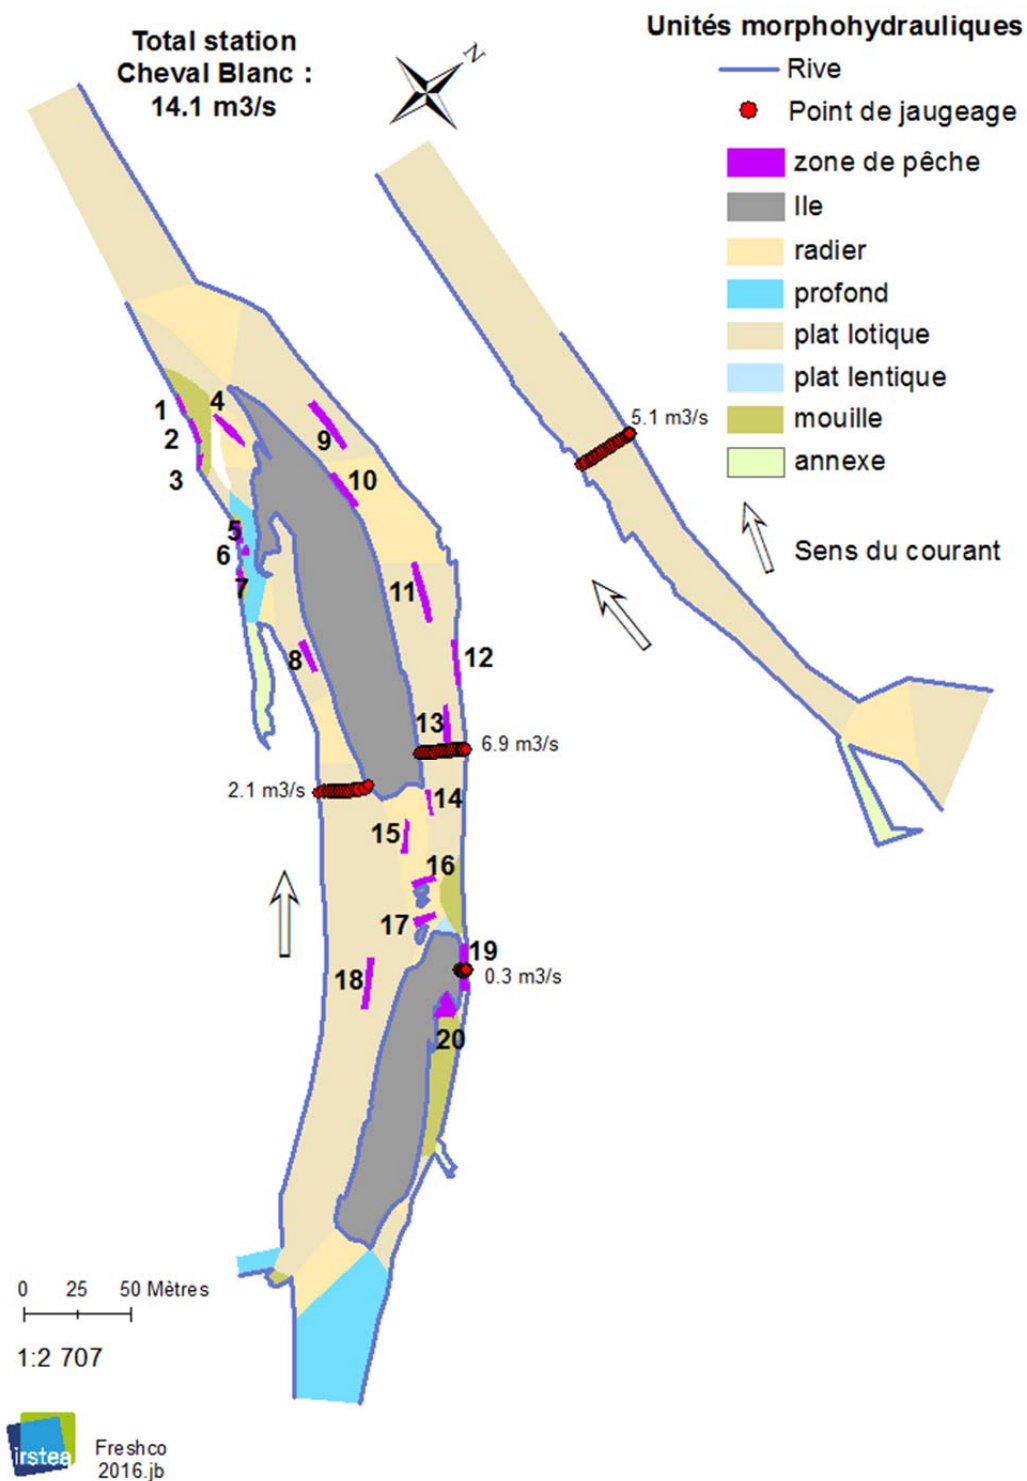 Total station
Cheval Blanc :
14.1 m3/s
N
Unités morphohydrauliques
Rive
Point de jaugeage
zone de pêche
Ile
radier
profond
plat lotique
plat lentique
mouille
annexe
Sens du courant
5.1 m3/s
1
4
2
9
3
10
5
6
7
11
8
12
13
6.9 m3/s
2.1 m3/s
14
15
16
17
19
18
0.3 m3/s
20
0 25 50 Mètres
1:2 707
irstea
Freshco
2016.jb